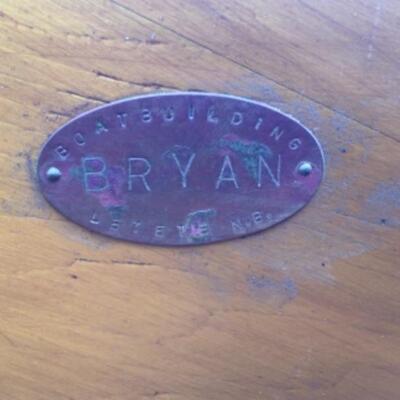 BOATBUILDING
BRYAN
LETETE N.B.